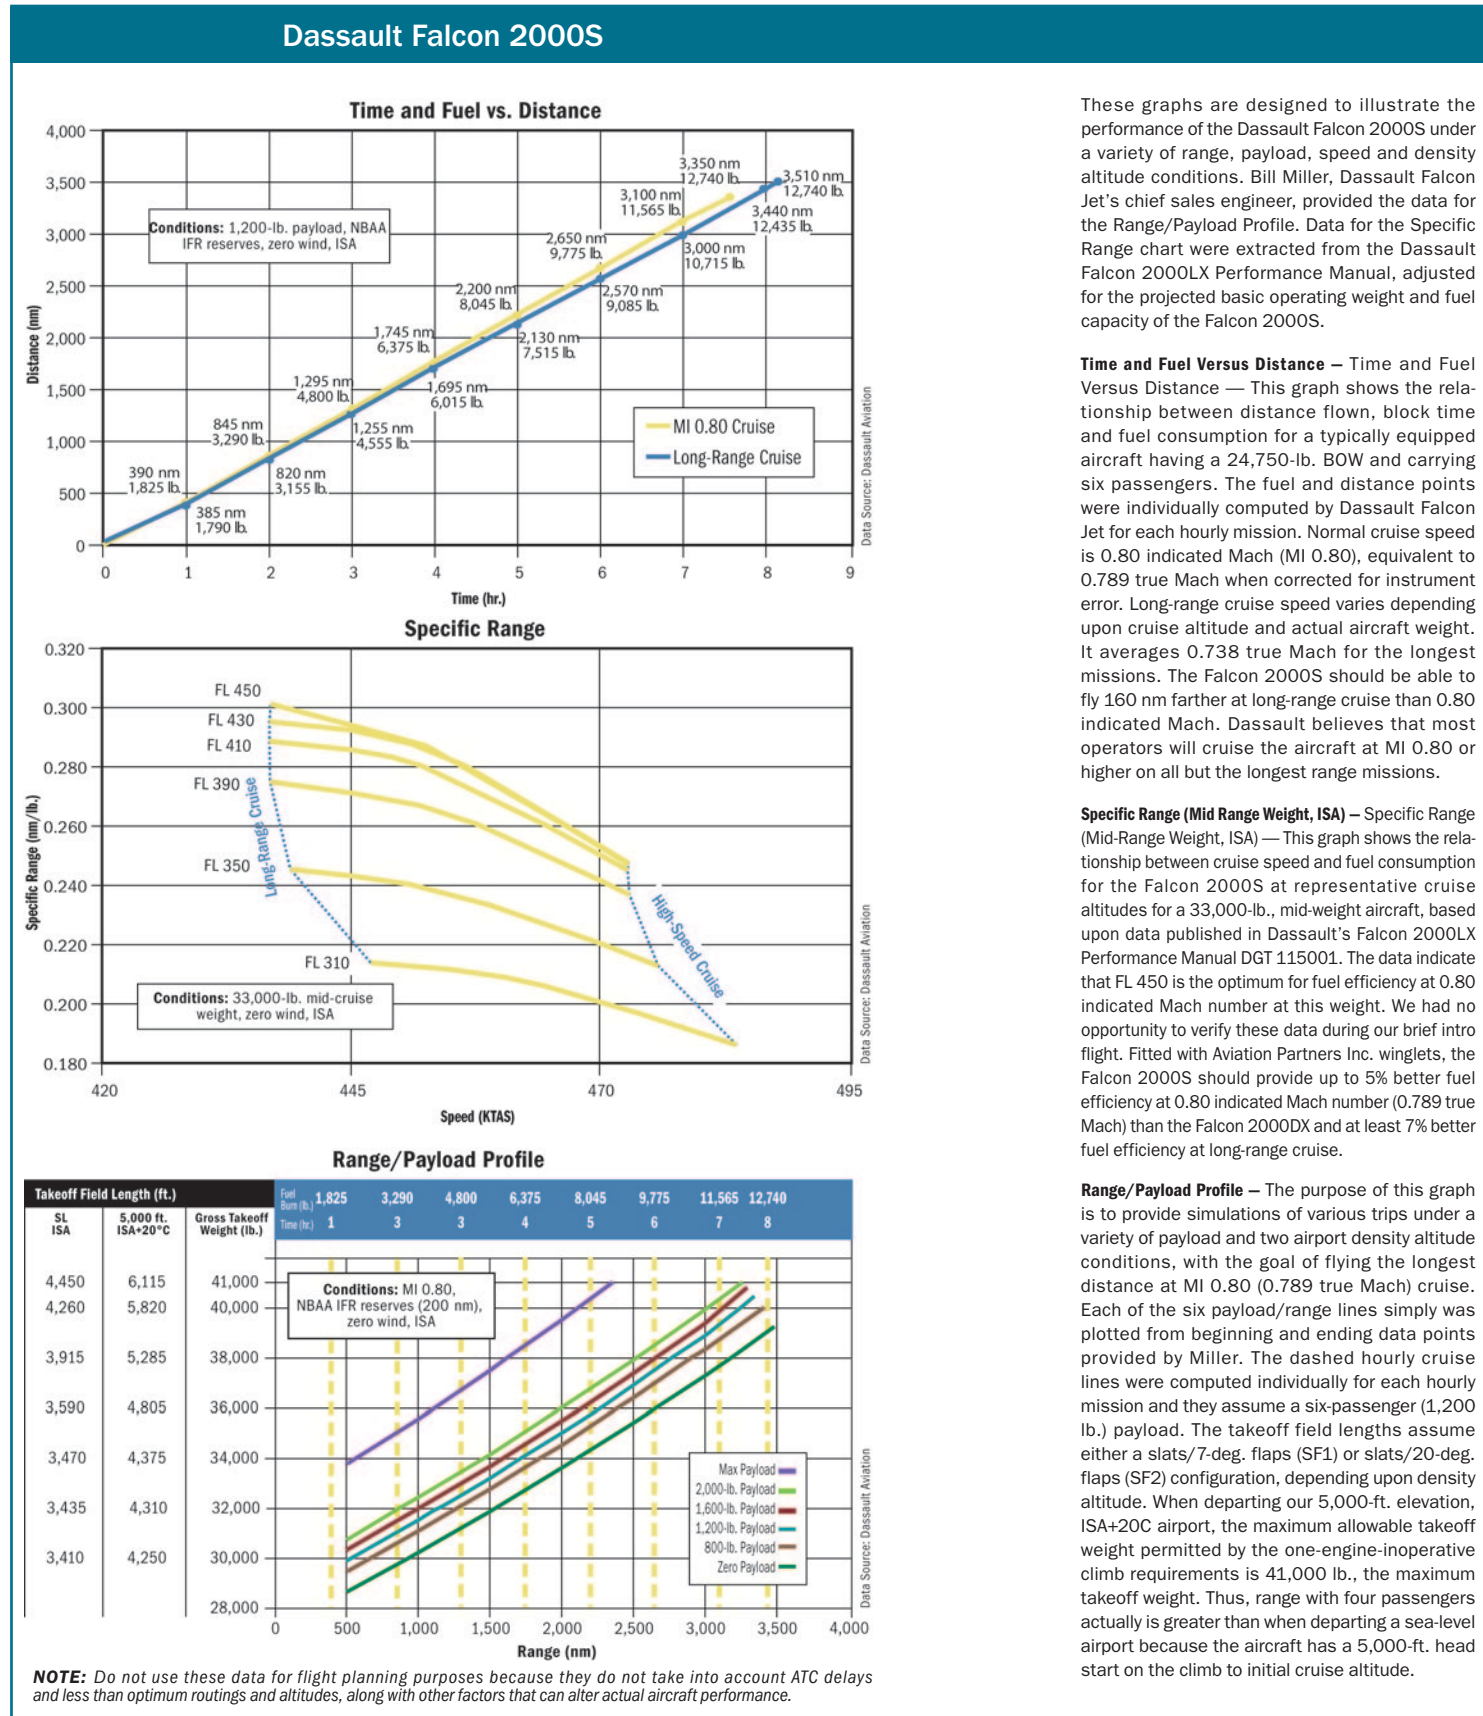 Dassault Falcon 2000S
Time and Fuel vs. Distance
4,000
3,500
3,000
2,500
2,000
1,500
1,000
500
0
Distance (nm)
Conditions: 1,200-lb. payload, NBAA
IFR reserves, zero wind, ISA
390 nm
1,825 lb.
845 nm
3,290 lb.
1,295 nm
4,800 lb.
1,745 nm
6,375 lb.
2,200 nm
8,045 lb.
2,650 nm
9,775 lb.
3,100 nm
11,565 lb.
3,350 nm
12,740 lb.
385 nm
1,790 lb.
820 nm
3,155 lb.
1,255 nm
4,555 lb.
1,695 nm
6,015 lb.
2,130 nm
7,515 lb.
2,570 nm
9,085 lb.
3,000 nm
10,715 lb.
3,440 nm
12,435 lb.
3,510 nm
12,740 lb.
MI 0.80 Cruise
Long-Range Cruise
Data Source: Dassault Aviation
0 1 2 3 4 5 6 7 8 9
Time (hr.)
Specific Range
0.320
0.300
0.280
0.260
0.240
0.220
0.200
0.180
Specific Range (nm/lb.)
FL 450
FL 430
FL 410
FL 390
FL 350
FL 310
Long-Range Cruise
High-Speed Cruise
Conditions: 33,000-lb. mid-cruise
weight, zero wind, ISA
Data Source: Dassault Aviation
420 445 470 495
Speed (KTAS)
Range/Payload Profile
Takeoff Field Length (ft.)
SL
ISA
5,000 ft.
ISA+20°C
Gross Takeoff
Weight (lb.)
Fuel
Burn (lb.) 1,825 3,290 4,800 6,375 8,045 9,775 11,565 12,740
Time (hr.) 1 3 3 4 5 6 7 8
4,450 6,115 41,000
4,260 5,820 40,000
3,915 5,285 38,000
3,590 4,805 36,000
3,470 4,375 34,000
3,435 4,310 32,000
3,410 4,250 30,000
28,000
Conditions: MI 0.80,
NBAA IFR reserves (200 nm),
zero wind, ISA
Max Payload
2,000-lb. Payload
1,600-lb. Payload
1,200-lb. Payload
800-lb. Payload
Zero Payload
Data Source: Dassault Aviation
0 500 1,000 1,500 2,000 2,500 3,000 3,500 4,000
Range (nm)
NOTE: Do not use these data for flight planning purposes because they do not take into account ATC delays
and less than optimum routings and altitudes, along with other factors that can alter actual aircraft performance.
These graphs are designed to illustrate the
performance of the Dassault Falcon 2000S under
a variety of range, payload, speed and density
altitude conditions. Bill Miller, Dassault Falcon
Jet's chief sales engineer, provided the data for
the Range/Payload Profile. Data for the Specific
Range chart were extracted from the Dassault
Falcon 2000LX Performance Manual, adjusted
for the projected basic operating weight and fuel
capacity of the Falcon 2000S.
Time and Fuel Versus Distance — Time and Fuel
Versus Distance — This graph shows the rela-
tionship between distance flown, block time
and fuel consumption for a typically equipped
aircraft having a 24,750-lb. BOW and carrying
six passengers. The fuel and distance points
were individually computed by Dassault Falcon
Jet for each hourly mission. Normal cruise speed
is 0.80 indicated Mach (MI 0.80), equivalent to
0.789 true Mach when corrected for instrument
error. Long-range cruise speed varies depending
upon cruise altitude and actual aircraft weight.
It averages 0.738 true Mach for the longest
missions. The Falcon 2000S should be able to
fly 160 nm farther at long-range cruise than 0.80
indicated Mach. Dassault believes that most
operators will cruise the aircraft at MI 0.80 or
higher on all but the longest range missions.
Specific Range (Mid Range Weight, ISA) — Specific Range
(Mid-Range Weight, ISA) — This graph shows the rela-
tionship between cruise speed and fuel consumption
for the Falcon 2000S at representative cruise
altitudes for a 33,000-lb., mid-weight aircraft, based
upon data published in Dassault's Falcon 2000LX
Performance Manual DGT 115001. The data indicate
that FL 450 is the optimum for fuel efficiency at 0.80
indicated Mach number at this weight. We had no
opportunity to verify these data during our brief intro
flight. Fitted with Aviation Partners Inc. winglets, the
Falcon 2000S should provide up to 5% better fuel
efficiency at 0.80 indicated Mach number (0.789 true
Mach) than the Falcon 2000DX and at least 7% better
fuel efficiency at long-range cruise.
Range/Payload Profile — The purpose of this graph
is to provide simulations of various trips under a
variety of payload and two airport density altitude
conditions, with the goal of flying the longest
distance at MI 0.80 (0.789 true Mach) cruise.
Each of the six payload/range lines simply was
plotted from beginning and ending data points
provided by Miller. The dashed hourly cruise
lines were computed individually for each hourly
mission and they assume a six-passenger (1,200
lb.) payload. The takeoff field lengths assume
either a slats/7-deg. flaps (SF1) or slats/20-deg.
flaps (SF2) configuration, depending upon density
altitude. When departing our 5,000-ft. elevation,
ISA+20C airport, the maximum allowable takeoff
weight permitted by the one-engine-inoperative
climb requirements is 41,000 lb., the maximum
takeoff weight. Thus, range with four passengers
actually is greater than when departing a sea-level
airport because the aircraft has a 5,000-ft. head
start on the climb to initial cruise altitude.